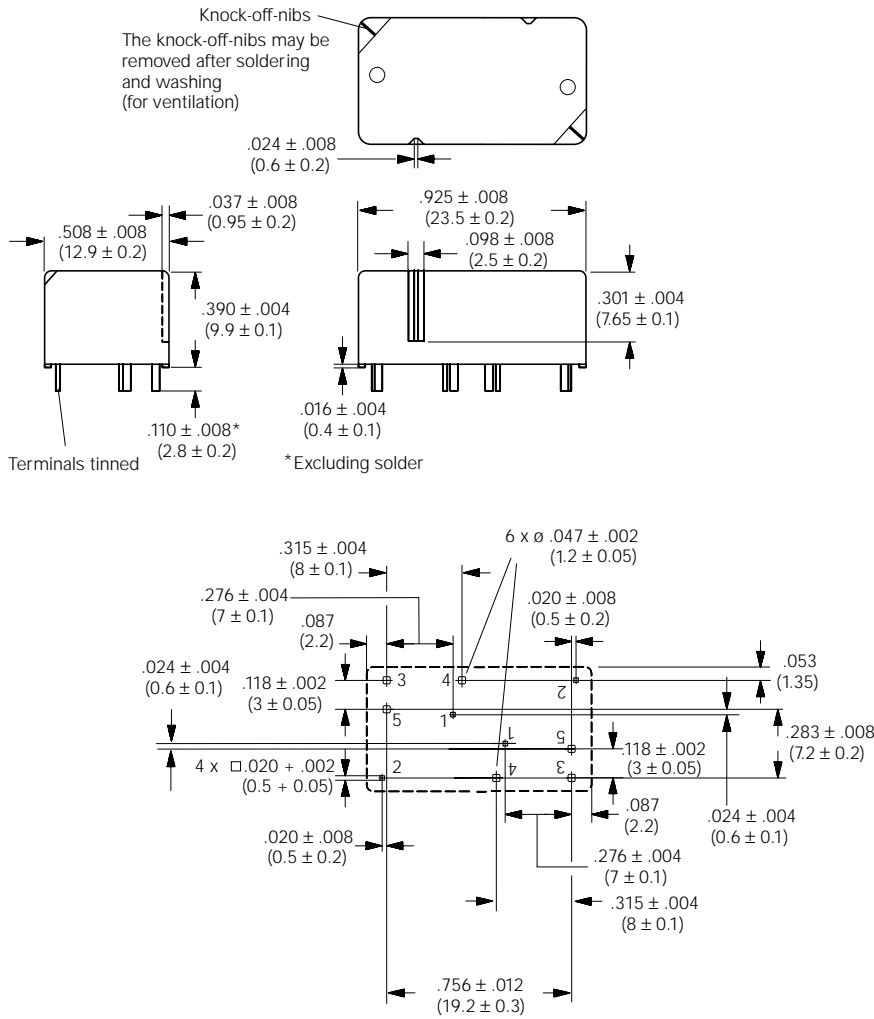 Knock-off-nibs
The knock-off-nibs may be
removed after soldering
and washing
(for ventilation)
.024 ± .008
(0.6 ± 0.2)
.037 ± .008
(0.95 ± 0.2)
.508 ± .008
(12.9 ± 0.2)
.925 ± .008
(23.5 ± 0.2)
.098 ± .008
(2.5 ± 0.2)
.390 ± .004
(9.9 ± 0.1)
.301 ± .004
(7.65 ± 0.1)
.110 ± .008*
(2.8 ± 0.2)
.016 ± .004
(0.4 ± 0.1)
Terminals tinned
*Excluding solder
.315 ± .004
(8 ± 0.1)
6 x ø .047 ± .002
(1.2 ± 0.05)
.276 ± .004
(7 ± 0.1)
.020 ± .008
(0.5 ± 0.2)
.087
(2.2)
.024 ± .004
(0.6 ± 0.1)
.118 ± .002
(3 ± 0.05)
3
4
2
.053
(1.35)
5
1
1
5
.283 ± .008
(7.2 ± 0.2)
.118 ± .002
(3 ± 0.05)
4 x □.020 + .002
(0.5 + 0.05)
2
4
3
.087
(2.2)
.024 ± .004
(0.6 ± 0.1)
.020 ± .008
(0.5 ± 0.2)
.276 ± .004
(7 ± 0.1)
.315 ± .004
(8 ± 0.1)
.756 ± .012
(19.2 ± 0.3)